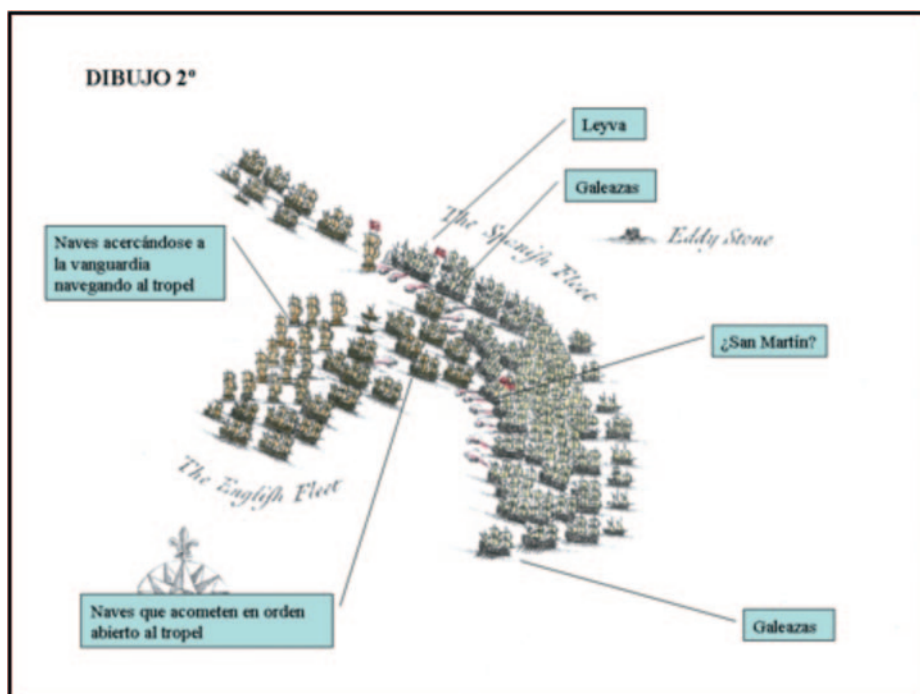 DIBUJO 2º
Leyva
Galeazas
The Spanish Fleet
Eddy Stone
Naves acercándose a
la vanguardia
navegando al tropel
¿San Martín?
The Englifh Fleet
Naves que acometen en orden
abierto al tropel
Galeazas